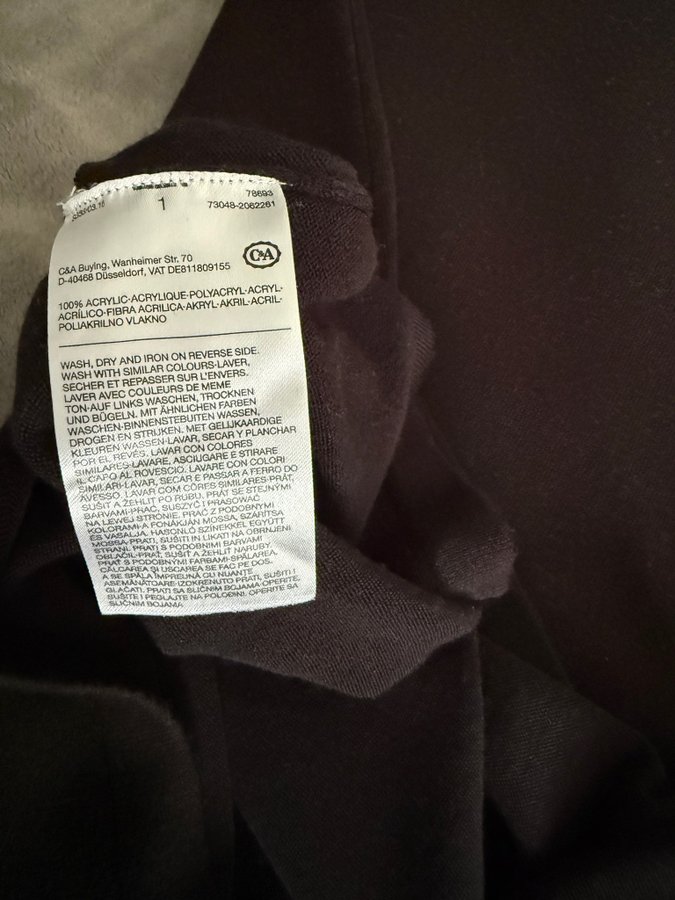 1
78693
73048-2062261
C&A Buying, Wanheimer Str. 70
D-40468 Düsseldorf, VAT DE811809155
C&A
100% ACRYLIC·ACRYLIQUE·POLYACRYL·ACRYL·
ACRÍLICO·FIBRA ACRILICA·AKRYL·AKRIL·ACRIL·
POLIAKRILNO VLAKNO
WASH, DRY AND IRON ON REVERSE SIDE.
WASH WITH SIMILAR COLOURS·LAVER,
SECHER ET REPASSER SUR L'ENVERS.
LAVER AVEC COULEURS DE MEME
TON·AUF LINKS WASCHEN, TROCKNEN
UND BÜGELN. MIT ÄHNLICHEN FARBEN
WASCHEN·BINNENSTEBUITEN WASSEN,
DROGEN EN STRIJKEN. MET GELIJKAARDIGE
KLEUREN WASSEN·LAVAR, SECAR Y PLANCHAR
POR EL REVÉS. LAVAR CON COLORES
SIMILARES·LAVARE, ASCIUGARE E STIRARE
IL CAPO AL ROVESCIO. LAVARE CON COLORI
SIMILARI·LAVAR, SECAR E PASSAR A FERRO DO
AVESSO. LAVAR COM CÔRES SIMILARES·PRÁT,
SUŠIT A ŽEHLIT PO RUBU. PRÁT SE STEJNÝMI
BARVAMI·PRAĆ, SUSZYĆ I PRASOWAĆ
NA LEWEJ STRONIE. PRAĆ Z PODOBNYMI
KOLORAMI·A FONÁKJÁN MOSSA, SZÁRÍTSA
ÉS VASALJA. HASONLÓ SZÍNEKKEL EGYÜTT
MOSSA·PRATI, SUŠITI IN LIKATI NA OBRNJENI
STRANI. PRATI S PODOBNIMI BARVAMI
OBLAČIL·PRAŤ, SUŠIŤ A ŽEHLIŤ NARUBY.
PRAŤ S PODOBNÝMI FARBAMI·SPĂLAREA,
CĂLCAREA ŞI USCAREA SE FAC PE DOS.
A SE SPĂLA ÎMPREUNĂ CU NUANŢE
ASEMĂNĂTOARE·IZOKRENUTO PRATI, SUŠITI I
GLAČATI. PRATI SA SLIČNIM BOJAMA·OPERITE,
SUŠITE I PEGLAJTE NA POLOĐINI. OPERITE SA
SLIČNIM BOJAMA